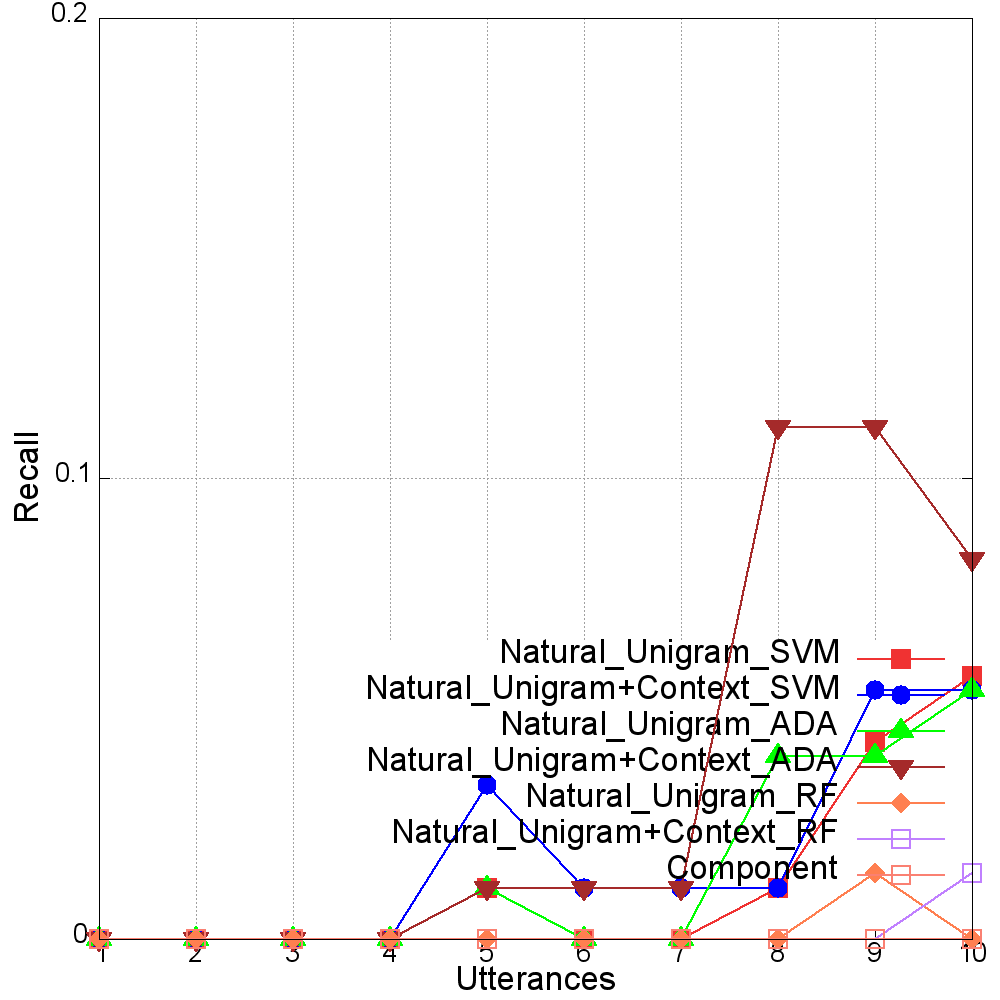 0.2
0.1
0
Recall
Natural_Unigram_SVM
Natural_Unigram+Context_SVM
Natural_Unigram_ADA
Natural_Unigram+Context_ADA
Natural_Unigram_RF
Natural_Unigram+Context_RF
Component
1 2 3 4 5 6 7 8 9 10
Utterances